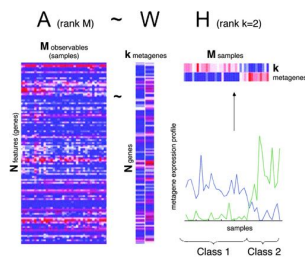 A (rank M) ~ W H (rank k=2)
M observables
(samples)
k metagenes
M samples
k
metagenes
~
N features (genes)
N genes
metagene expression profile
samples
Class 1 Class 2